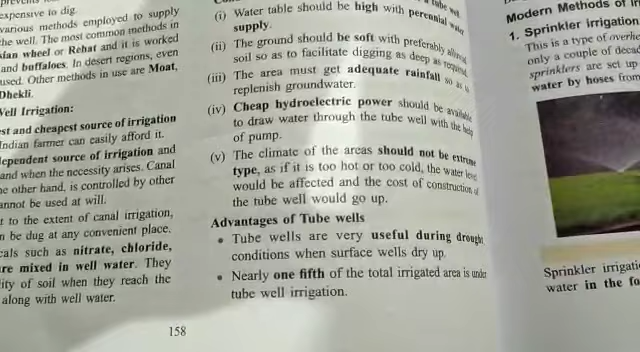 expensive to dig.
various methods employed to supply
the well. The most common methods in
wheel or Rehat and it is worked
and buffaloes. In desert regions, even
used. Other methods in use are Moat,
Dhekli.
Well Irrigation:
and cheapest source of irrigation
Indian farmer can easily afford it.
source of irrigation and
and when the necessity arises. Canal
other hand, is controlled by other
cannot be used at will.
to the extent of canal irrigation,
be dug at any convenient place.
such as nitrate, chloride,
are mixed in well water. They
of soil when they reach the
along with well water.
158
(i) Water table should be high with perennial water
supply.
(ii) The ground should be soft with preferably alluvial
soil so as to facilitate digging as deep as required.
(iii) The area must get adequate rainfall so as to
replenish groundwater.
(iv) Cheap hydroelectric power should be available
to draw water through the tube well with the help
of pump.
(v) The climate of the areas should not be extreme
type, as if it is too hot or too cold, the water level
would be affected and the cost of construction of
the tube well would go up.
Advantages of Tube wells
• Tube wells are very useful during drought
conditions when surface wells dry up.
• Nearly one fifth of the total irrigated area is under
tube well irrigation.
Modern Methods of
1. Sprinkler irrigation
This is a type of
only a couple of
sprinklers are set up
water by hoses from
Sprinkler
water in the